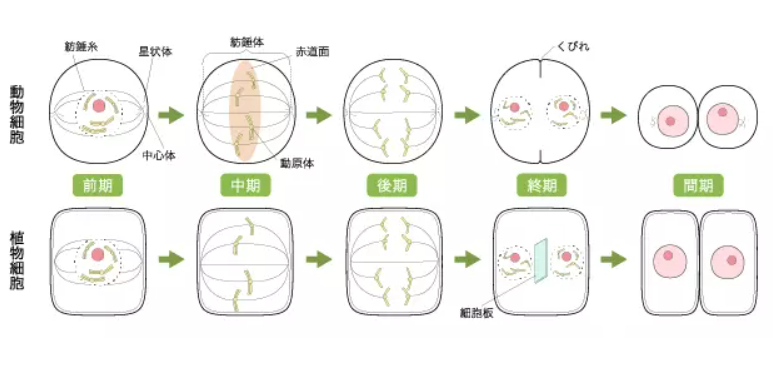 動物細胞
紡錘糸
星状体
中心体
紡錘体
赤道面
動原体
くびれ
前期
中期
後期
終期
間期
植物細胞
細胞板